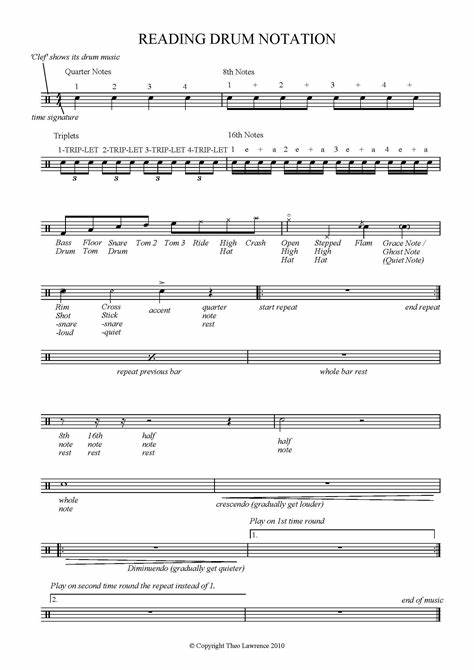 READING DRUM NOTATION
'Clef' shows its drum music
Quarter Notes 8th Notes
1 2 3 4 1 + 2 + 3 + 4 +
time signature
Triplets 16th Notes
1-TRIP-LET 2-TRIP-LET 3-TRIP-LET 4-TRIP-LET 1 e + a 2 e + a 3 e + a 4 e + a
3 3 3 3
Bass Floor Snare Tom 2 Tom 3 Ride High Crash Open Stepped Flam Grace Note /
Drum Tom Drum Hat High High Ghost Note
Hat Hat (Quiet Note)
Rim Cross accent quarter start repeat end repeat
Shot Stick note
-snare -snare rest
-loud -quiet
repeat previous bar whole bar rest
8th 16th half half
note note note note
rest rest rest
whole
note
crescendo (gradually get louder)
Play on 1st time round
1.
Diminuendo (gradually get quieter)
Play on second time round the repeat instead of 1.
2. end of music
© Copyright Theo Lawrence 2010